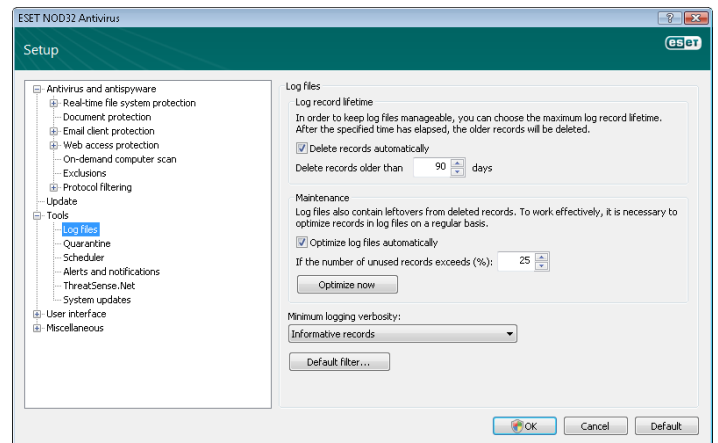 ESET NOD32 Antivirus
Setup
eset
Antivirus and antispyware
Real-time file system protection
Document protection
Email client protection
Web access protection
On-demand computer scan
Exclusions
Protocol filtering
Update
Tools
Log files
Quarantine
Scheduler
Alerts and notifications
ThreatSense.Net
System updates
User interface
Miscellaneous
Log files
Log record lifetime
In order to keep log files manageable, you can choose the maximum log record lifetime.
After the specified time has elapsed, the older records will be deleted.
Delete records automatically
Delete records older than 90 days
Maintenance
Log files also contain leftovers from deleted records. To work effectively, it is necessary to
optimize records in log files on a regular basis.
Optimize log files automatically
If the number of unused records exceeds (%): 25
Optimize now
Minimum logging verbosity:
Informative records
Default filter...
OK Cancel Default